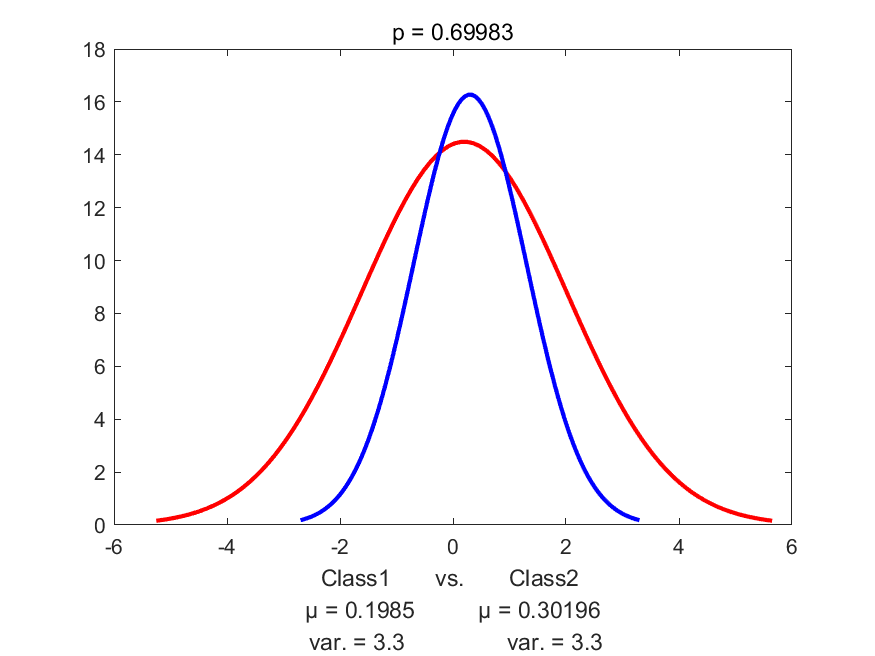 p = 0.69983
18
16
14
12
10
8
6
4
2
0
-6 -4 -2 0 2 4 6
Class1 vs. Class2
μ = 0.1985 μ = 0.30196
var. = 3.3 var. = 3.3